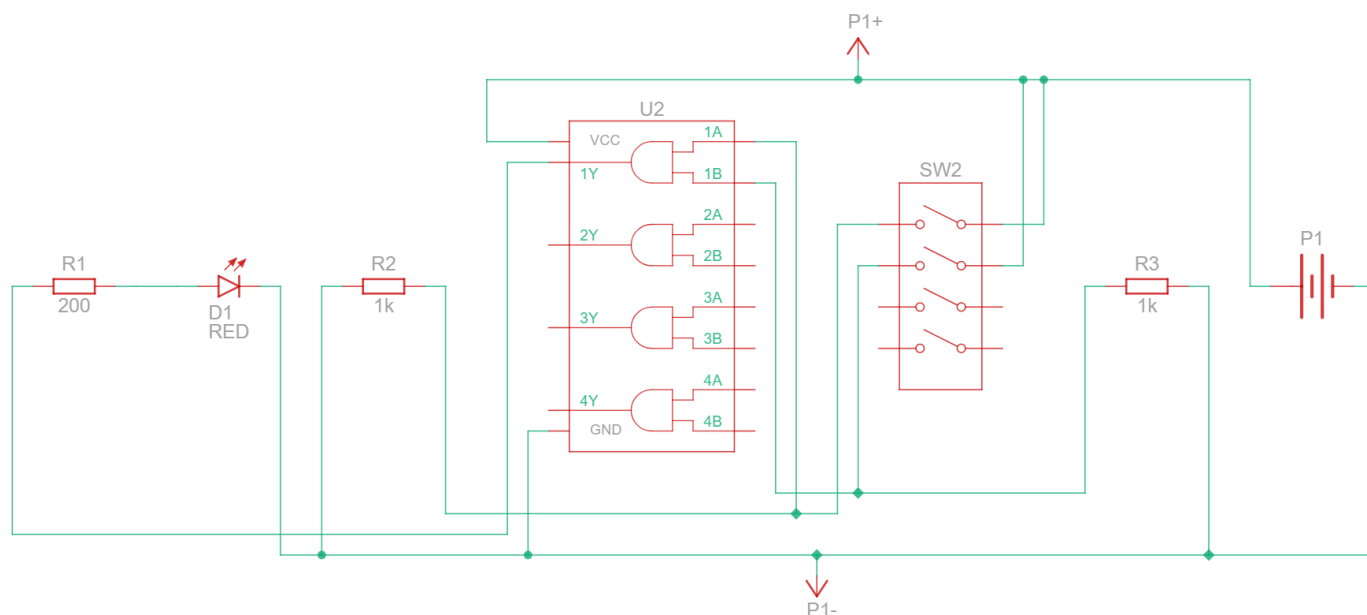 P1+
U2
VCC
1A
1Y
1B
SW2
2A
2Y
2B
P1
R1
R2
R3
200
D1
RED
1k
1k
3A
3Y
3B
4A
4Y
GND
4B
P1-